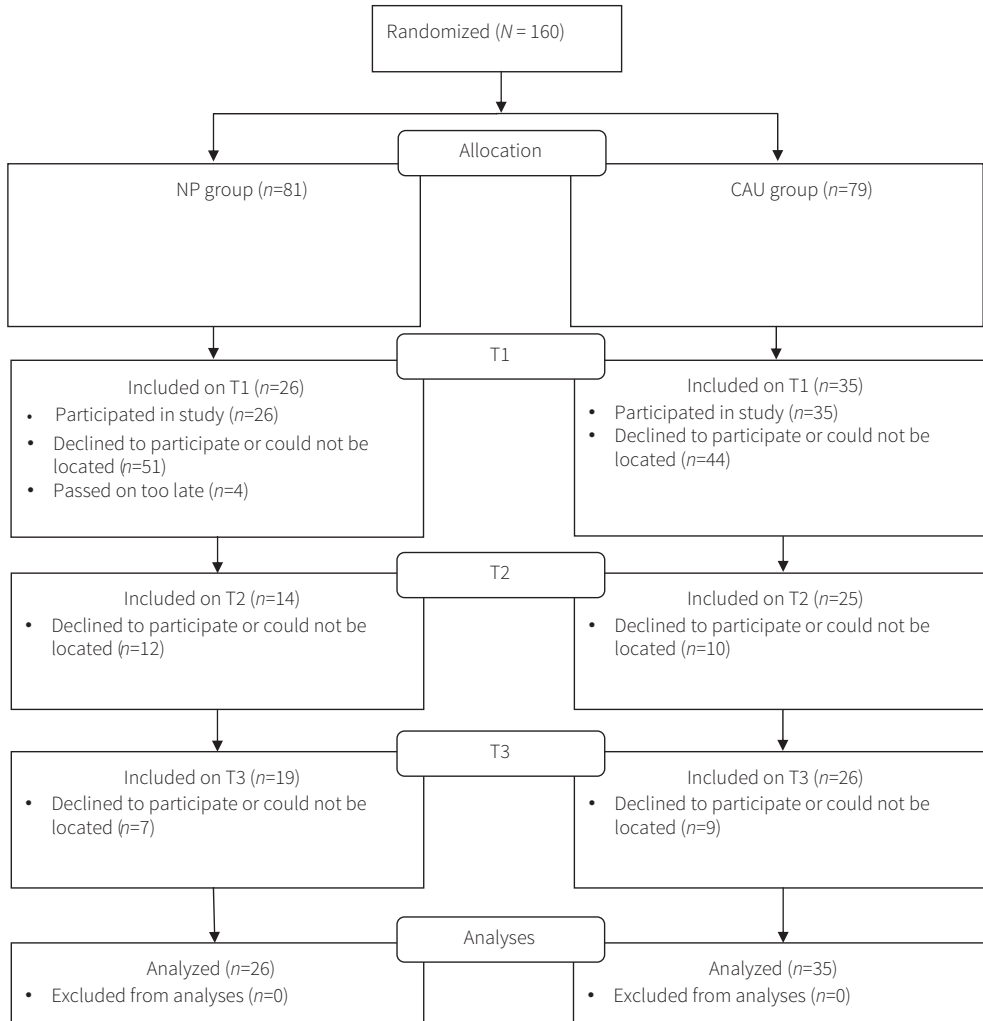 Randomized (N = 160)
Allocation
NP group (n=81)
CAU group (n=79)
T1
Included on T1 (n=26)
• Participated in study (n=26)
• Declined to participate or could not be
located (n=51)
• Passed on too late (n=4)
Included on T1 (n=35)
• Participated in study (n=35)
• Declined to participate or could not be
located (n=44)
T2
Included on T2 (n=14)
• Declined to participate or could not be
located (n=12)
Included on T2 (n=25)
• Declined to participate or could not be
located (n=10)
T3
Included on T3 (n=19)
• Declined to participate or could not be
located (n=7)
Included on T3 (n=26)
• Declined to participate or could not be
located (n=9)
Analyses
Analyzed (n=26)
• Excluded from analyses (n=0)
Analyzed (n=35)
• Excluded from analyses (n=0)